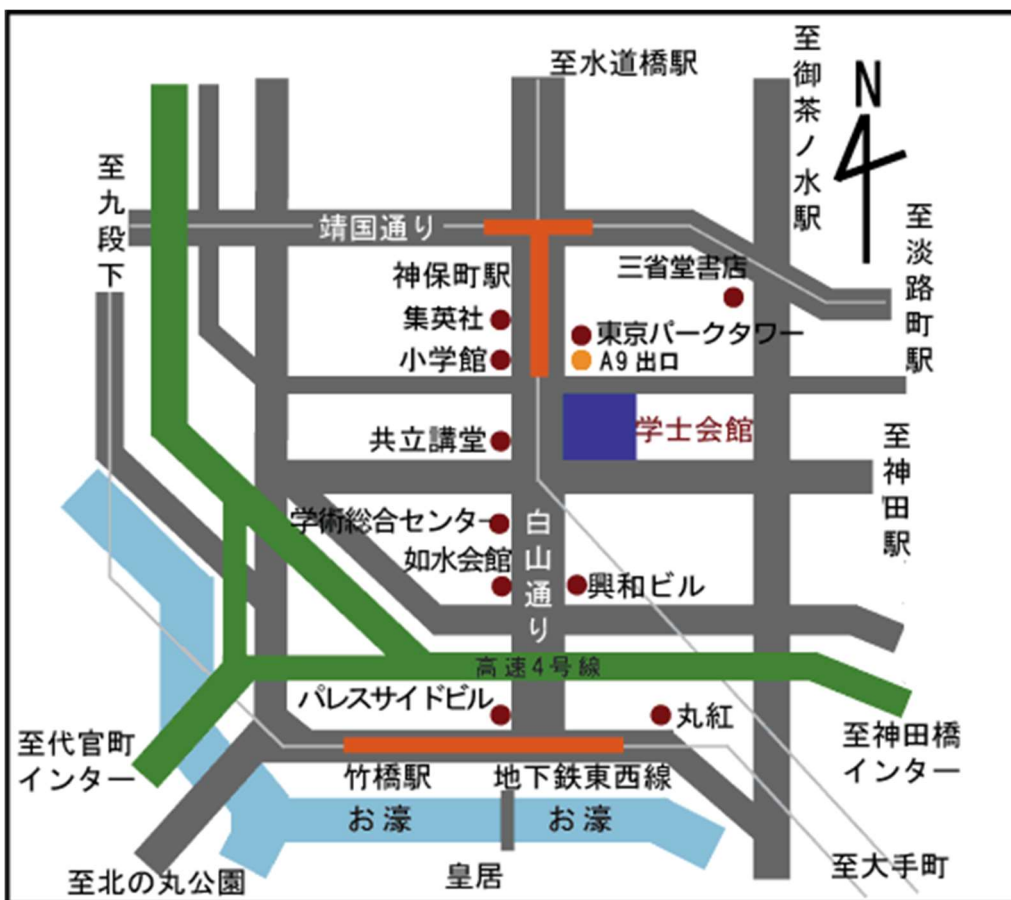 至水道橋駅
至御茶ノ水駅
N
至九段下
至淡路町駅
靖国通り
三省堂書店
神保町駅
集英社
東京パークタワー
小学館
A9 出口
共立講堂
学士会館
至神田駅
学術総合センター
白山通り
如水会館
興和ビル
高速4号線
パレスサイドビル
丸紅
至代官町
インター
至神田橋
インター
竹橋駅
地下鉄東西線
お濠
お濠
至大手町
皇居
至北の丸公園